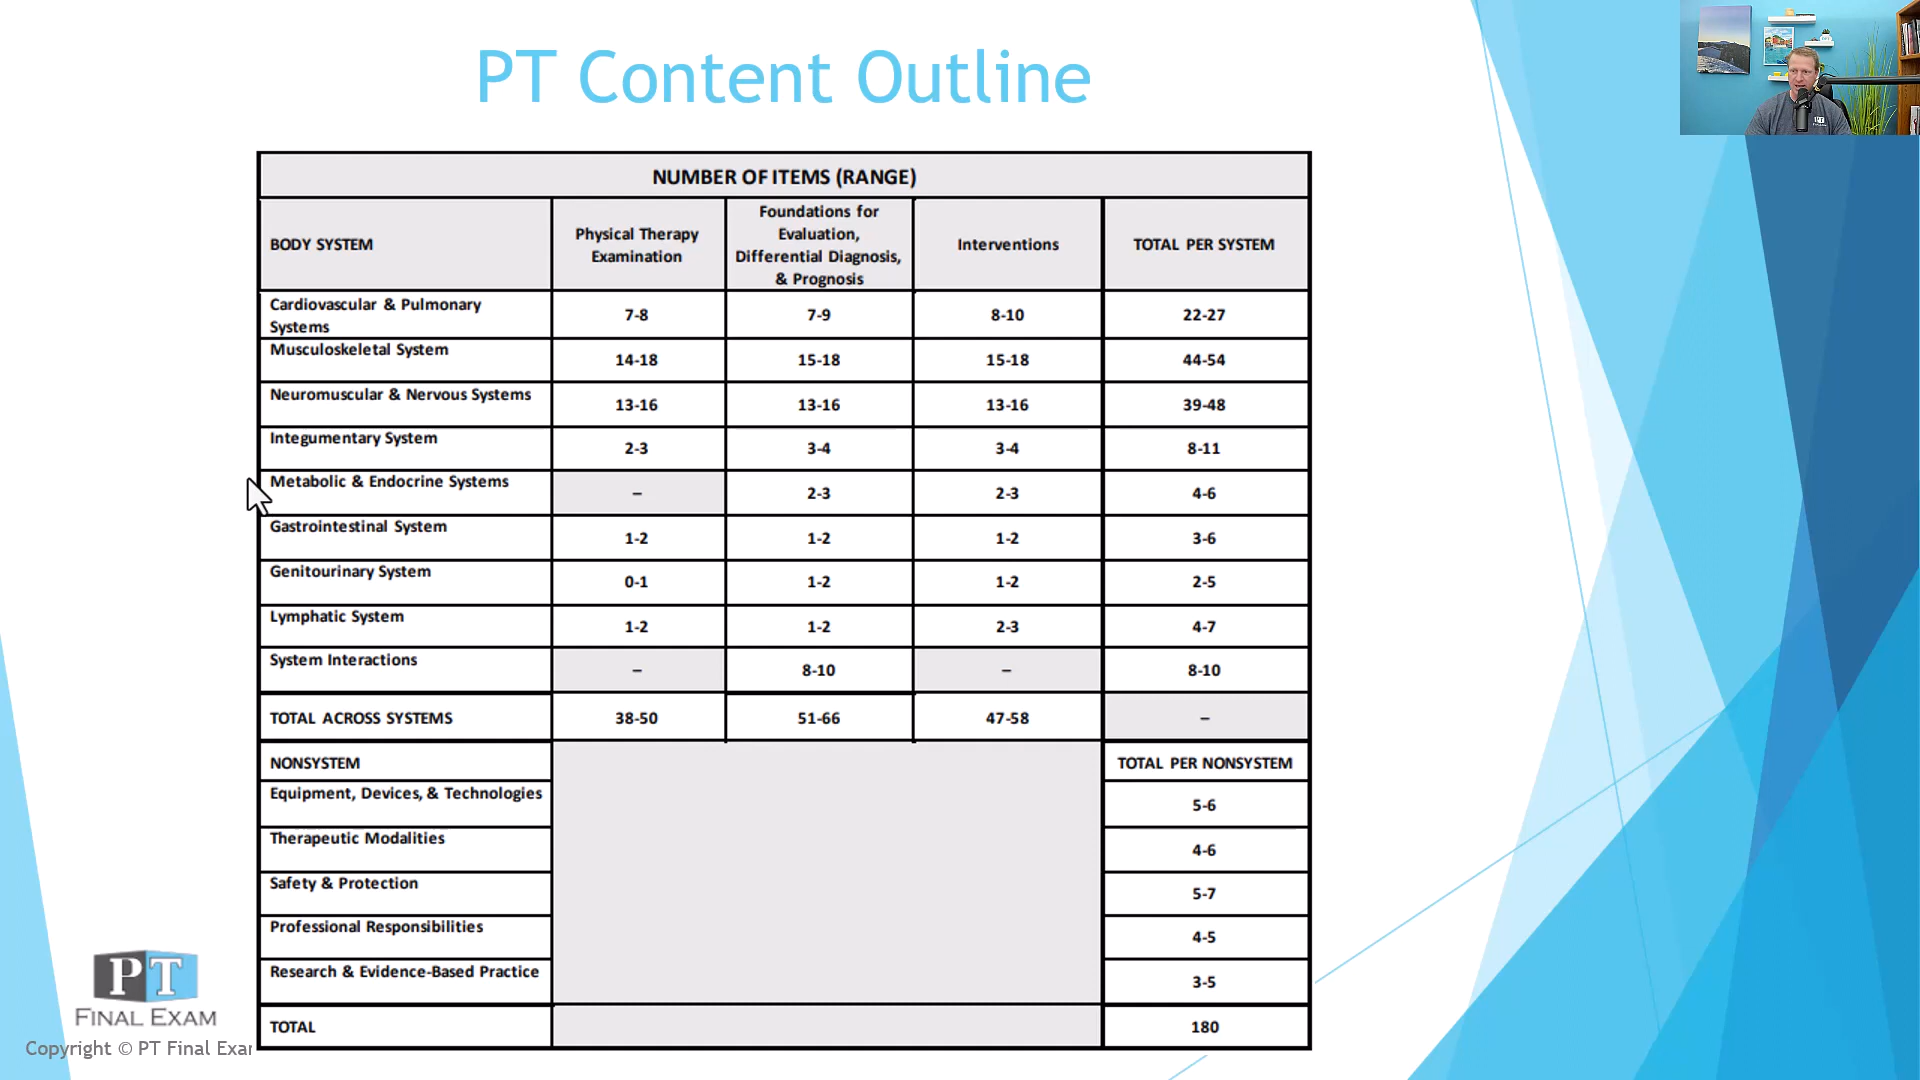 PT Content Outline
NUMBER OF ITEMS (RANGE)
BODY SYSTEM
Physical Therapy
Examination
Foundations for
Evaluation,
Differential Diagnosis,
& Prognosis
Interventions
TOTAL PER SYSTEM
Cardiovascular & Pulmonary
Systems
7-8
7-9
8-10
22-27
Musculoskeletal System
14-18
15-18
15-18
44-54
Neuromuscular & Nervous Systems
13-16
13-16
13-16
39-48
Integumentary System
2-3
3-4
3-4
8-11
Metabolic & Endocrine Systems
–
2-3
2-3
4-6
Gastrointestinal System
1-2
1-2
1-2
3-6
Genitourinary System
0-1
1-2
1-2
2-5
Lymphatic System
1-2
1-2
2-3
4-7
System Interactions
–
8-10
–
8-10
TOTAL ACROSS SYSTEMS
38-50
51-66
47-58
–
NONSYSTEM
TOTAL PER NONSYSTEM
Equipment, Devices, & Technologies
5-6
Therapeutic Modalities
4-6
Safety & Protection
5-7
Professional Responsibilities
4-5
Research & Evidence-Based Practice
3-5
TOTAL
180
PT
FINAL EXAM
Copyright © PT Final Exar